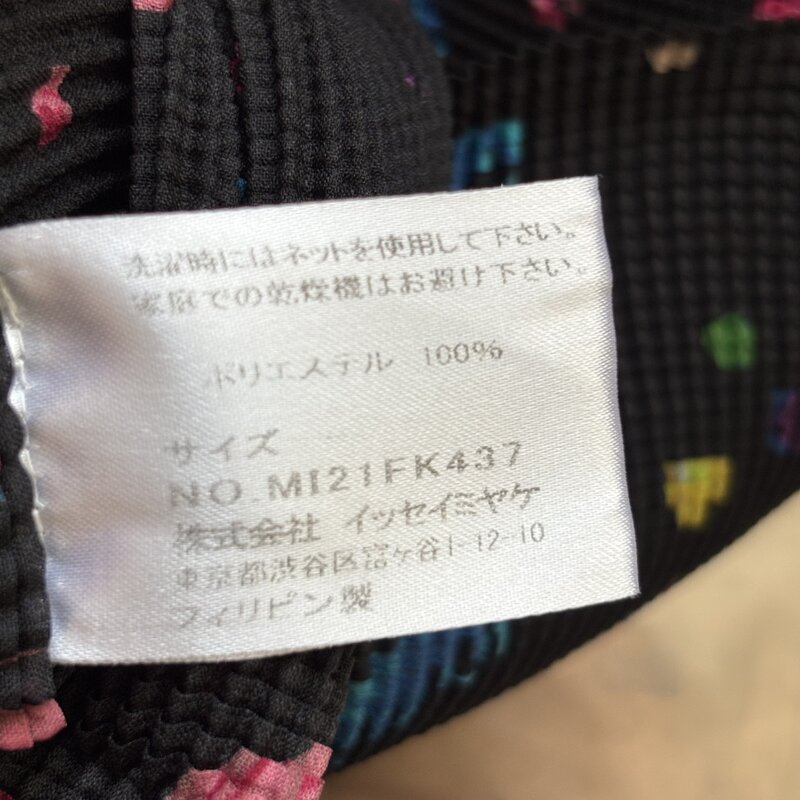 洗濯時にはネットを使用して下さい。
家庭での乾燥機はお避け下さい。
ポリエステル 100%
サイズ
NO.MI21FK437
株式会社 イッセイミヤケ
東京都渋谷区富ヶ谷1-12-10
フィリピン製